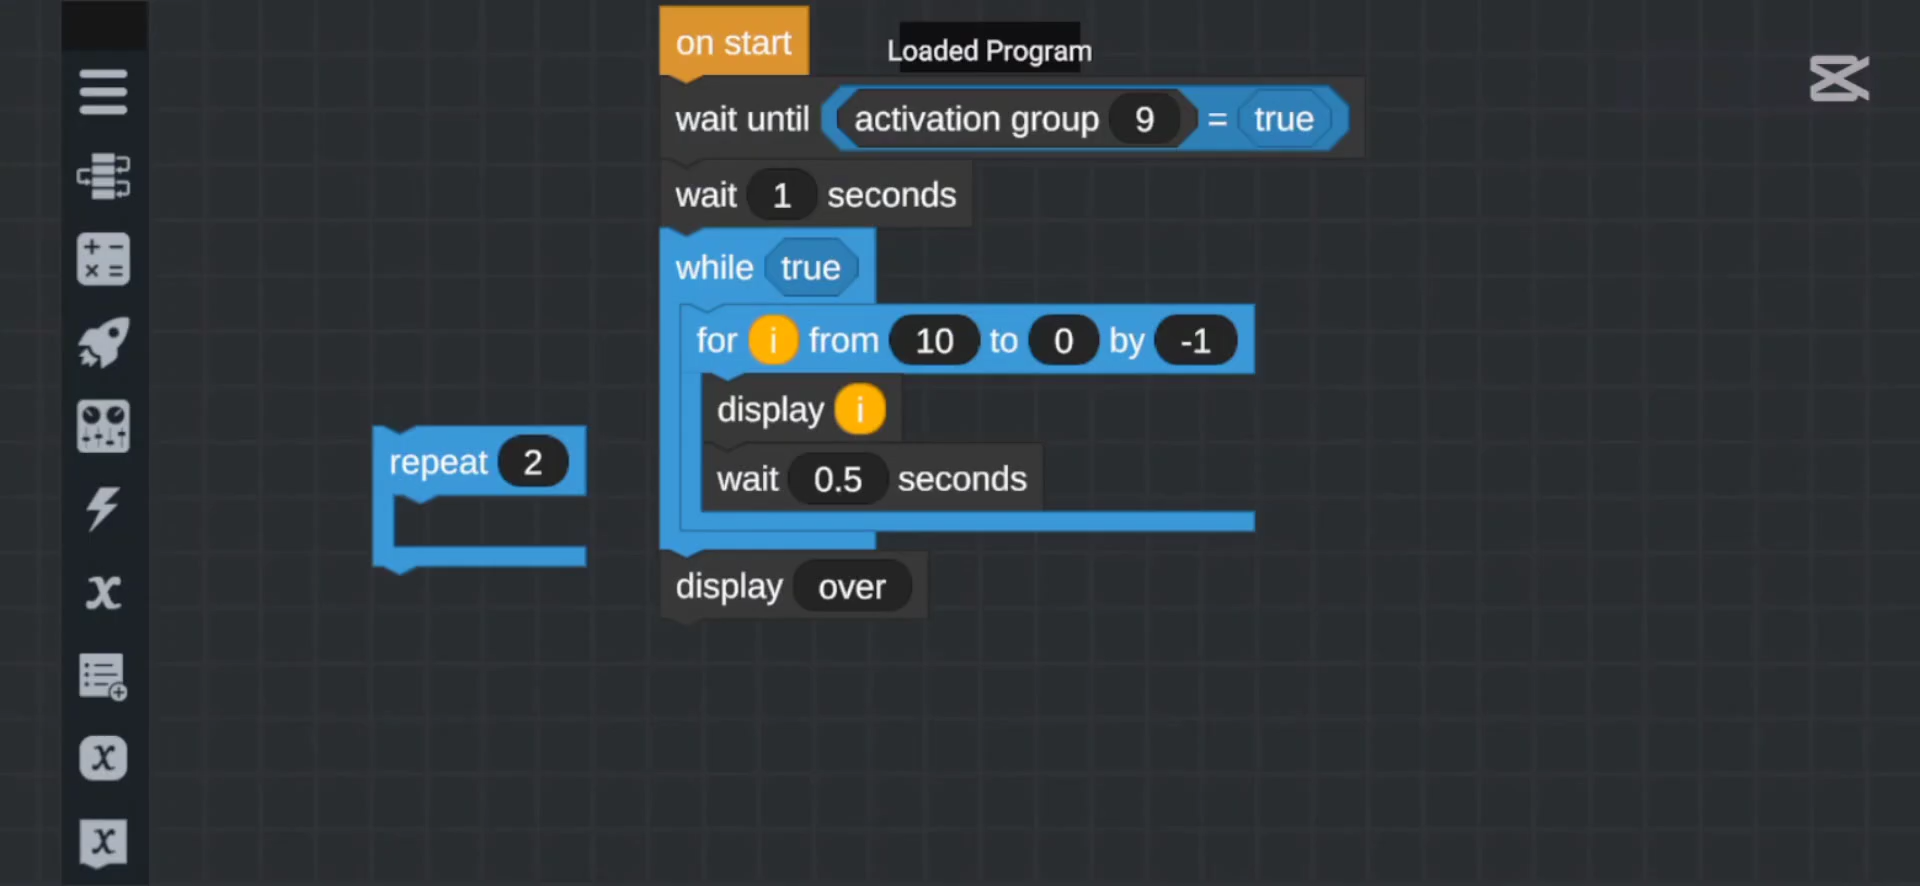 on start
Loaded Program
wait until activation group 9 = true
wait 1 seconds
while true
for i from 10 to 0 by -1
display i
wait 0.5 seconds
repeat 2
display over
+ −
× =
x
x
x